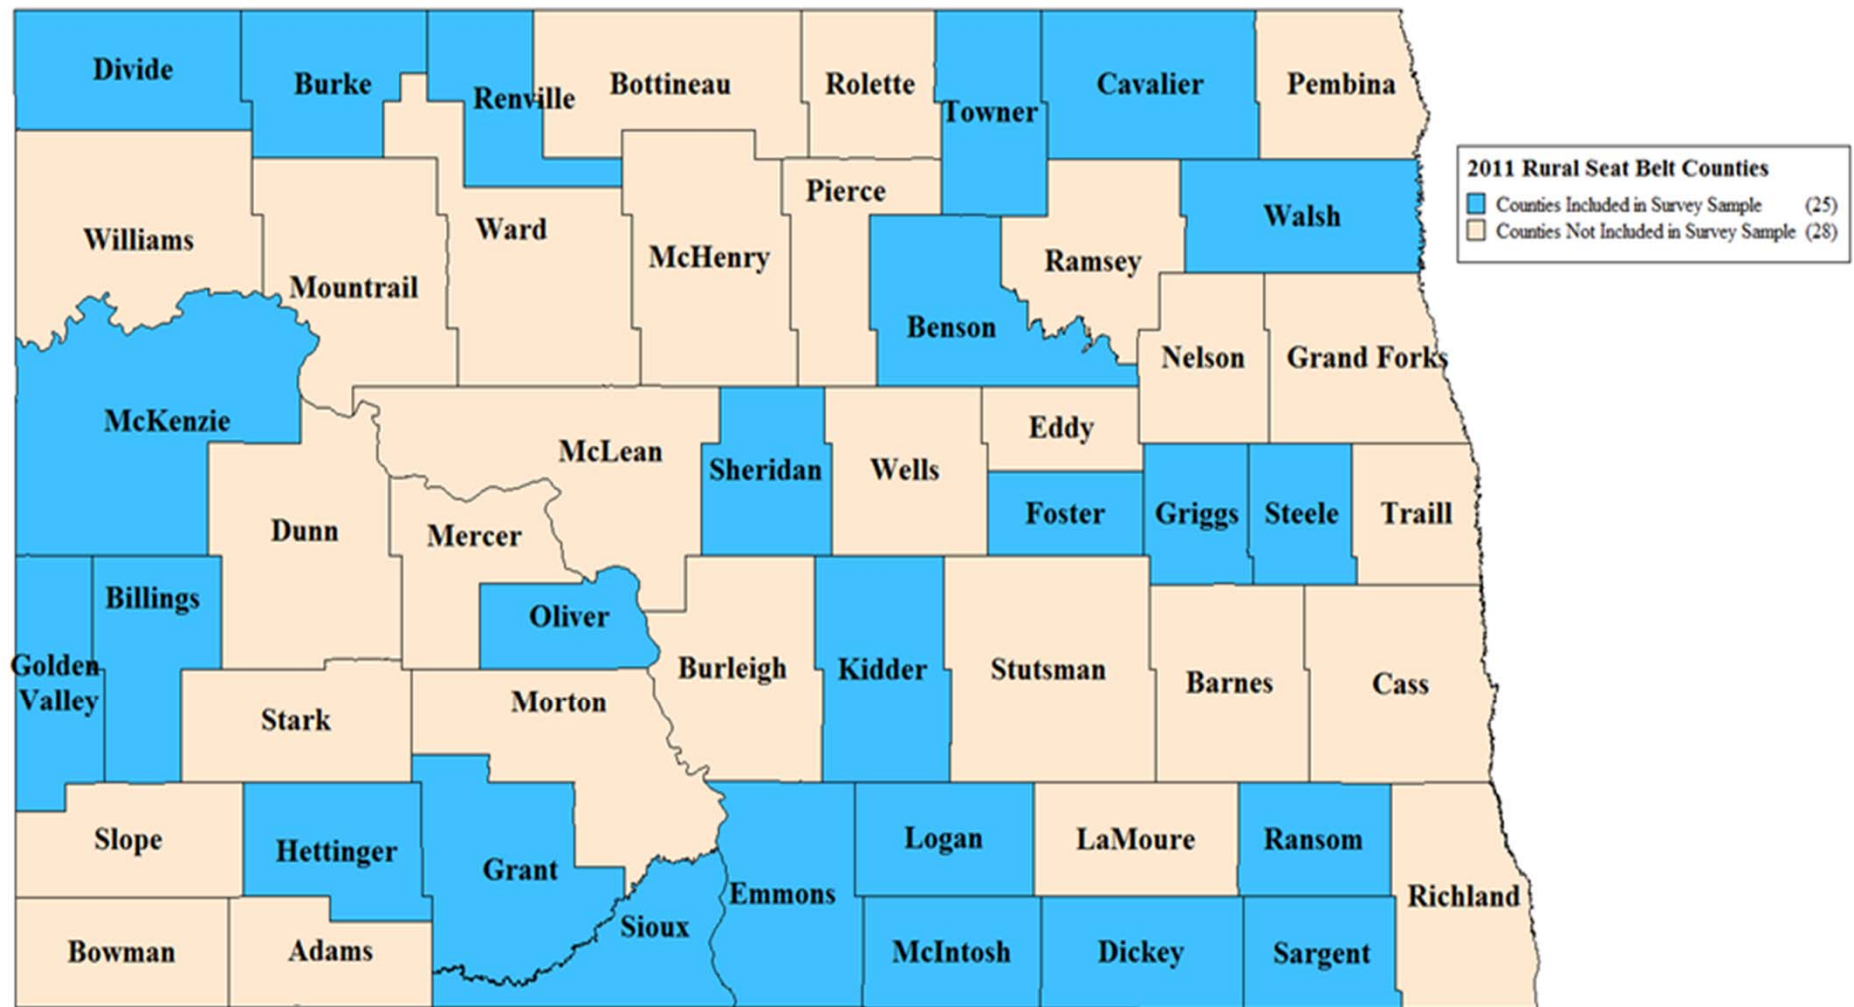 Divide
Burke
Renville
Bottineau
Rolette
Towner
Cavalier
Pembina
2011 Rural Seat Belt Counties
Counties Included in Survey Sample (25)
Counties Not Included in Survey Sample (28)
Williams
Mountrail
Ward
McHenry
Pierce
Benson
Ramsey
Walsh
Nelson
Grand Forks
McKenzie
McLean
Sheridan
Wells
Eddy
Foster
Griggs
Steele
Traill
Dunn
Mercer
Oliver
Billings
Golden
Valley
Stark
Morton
Burleigh
Kidder
Stutsman
Barnes
Cass
Slope
Hettinger
Grant
Sioux
Emmons
Logan
LaMoure
Ransom
Richland
Bowman
Adams
McIntosh
Dickey
Sargent